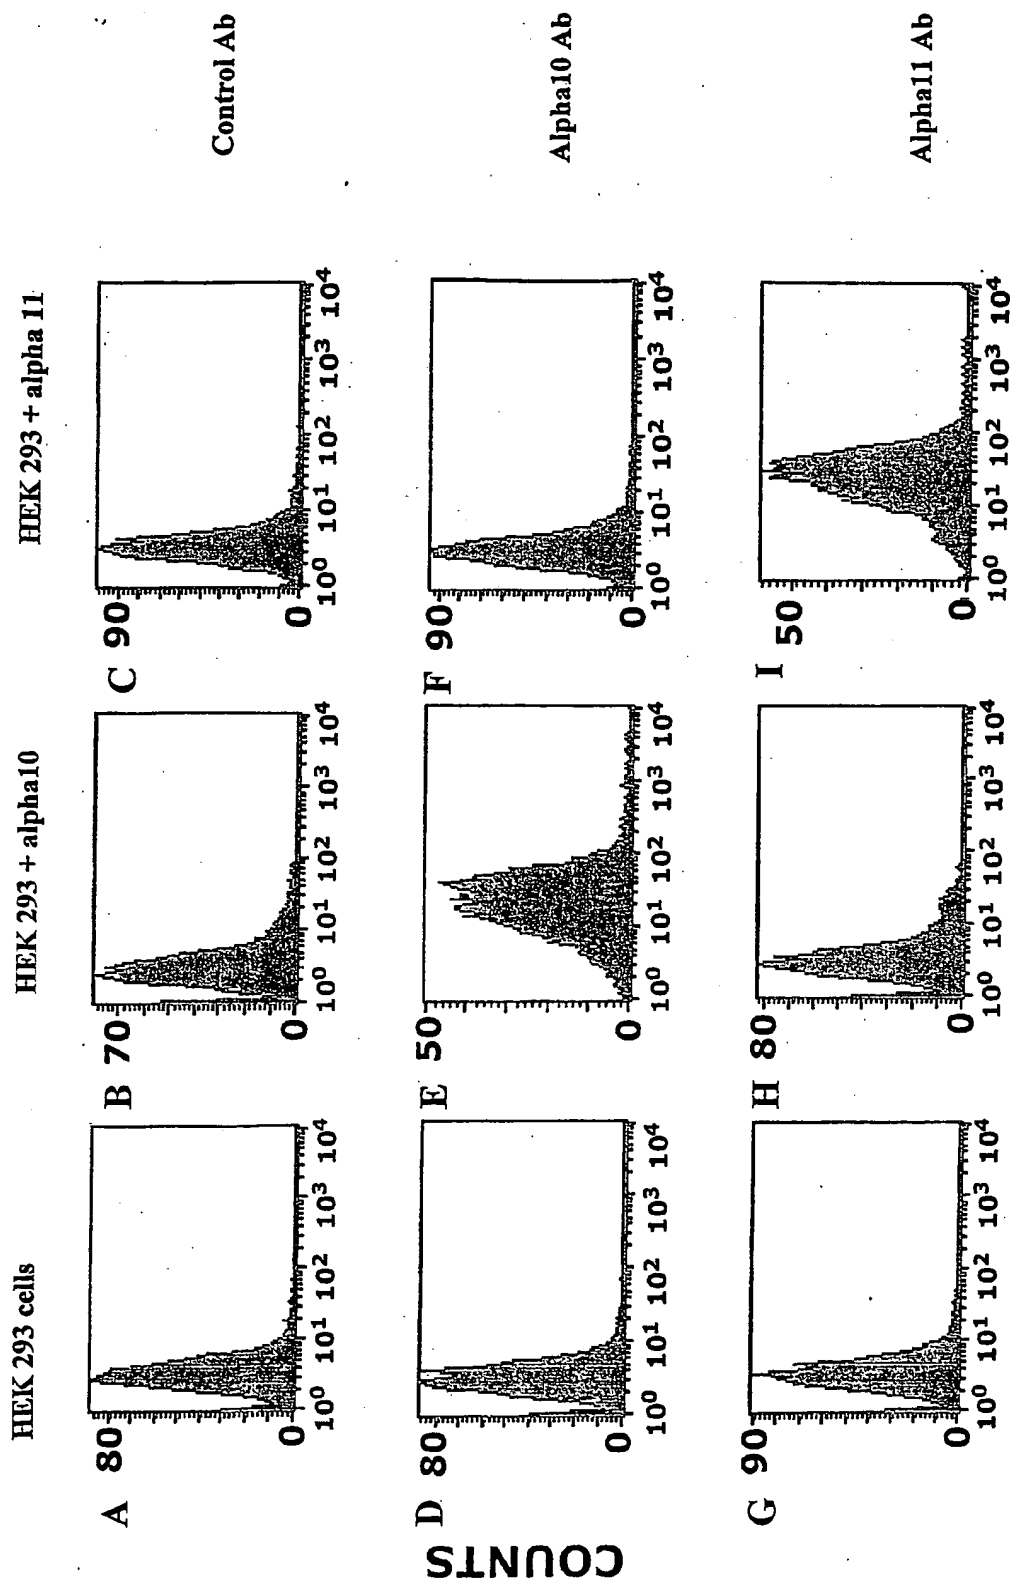 HEK 293 cells
HEK 293 + alpha10
HEK 293 + alpha 11
A
80
0
10⁰ 10¹ 10² 10³ 10⁴
B
70
0
10⁰ 10¹ 10² 10³ 10⁴
C
90
0
10⁰ 10¹ 10² 10³ 10⁴
Control Ab
D
80
0
10⁰ 10¹ 10² 10³ 10⁴
E
50
0
10⁰ 10¹ 10² 10³ 10⁴
F
90
0
10⁰ 10¹ 10² 10³ 10⁴
Alpha10 Ab
G
90
0
10⁰ 10¹ 10² 10³ 10⁴
H
80
0
10⁰ 10¹ 10² 10³ 10⁴
I
50
0
10⁰ 10¹ 10² 10³ 10⁴
Alpha11 Ab
COUNTS